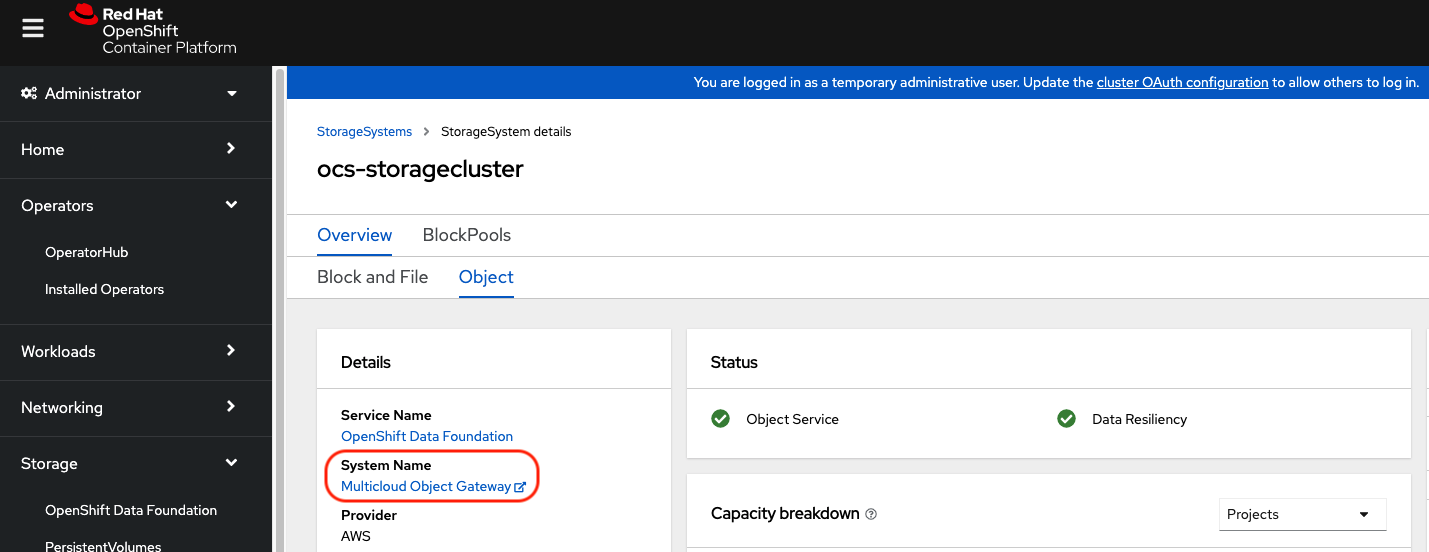 Red Hat
OpenShift
Container Platform
Administrator
Home
Operators
OperatorHub
Installed Operators
Workloads
Networking
Storage
OpenShift Data Foundation
PersistentVolumes
You are logged in as a temporary administrative user. Update the cluster OAuth configuration to allow others to log in.
StorageSystems > StorageSystem details
ocs-storagecluster
Overview BlockPools
Block and File Object
Details
Service Name
OpenShift Data Foundation
System Name
Multicloud Object Gateway
Provider
AWS
Status
Object Service Data Resiliency
Capacity breakdown Projects